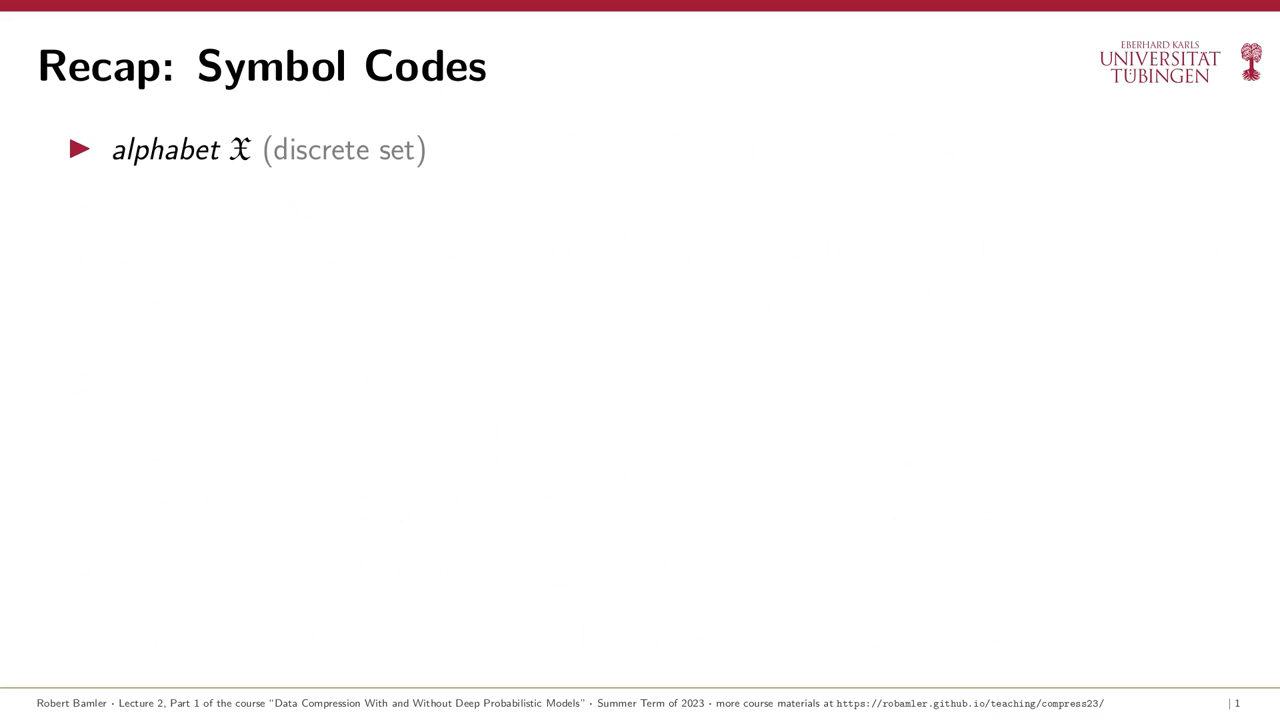 Recap: Symbol Codes
EBERHARD KARLS
UNIVERSITÄT
TÜBINGEN
▶ alphabet 𝔛 (discrete set)
Robert Bamler · Lecture 2, Part 1 of the course “Data Compression With and Without Deep Probabilistic Models” · Summer Term of 2023 · more course materials at https://robamler.github.io/teaching/compress23/ | 1